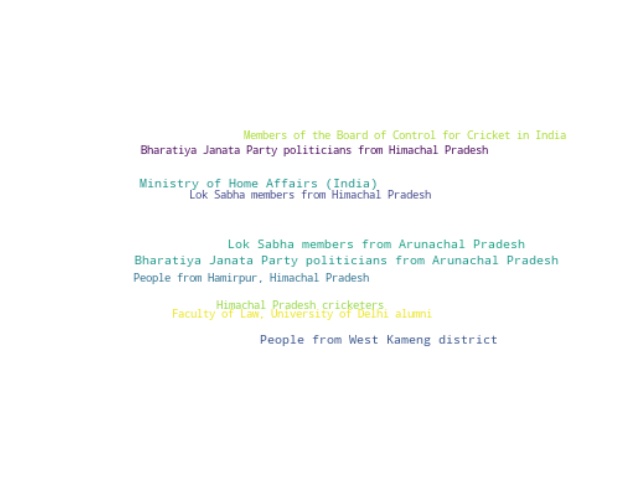 Members of the Board of Control for Cricket in India
Bharatiya Janata Party politicians from Himachal Pradesh
Ministry of Home Affairs (India)
Lok Sabha members from Himachal Pradesh
Lok Sabha members from Arunachal Pradesh
Bharatiya Janata Party politicians from Arunachal Pradesh
People from Hamirpur, Himachal Pradesh
Himachal Pradesh cricketers
Faculty of Law, University of Delhi alumni
People from West Kameng district